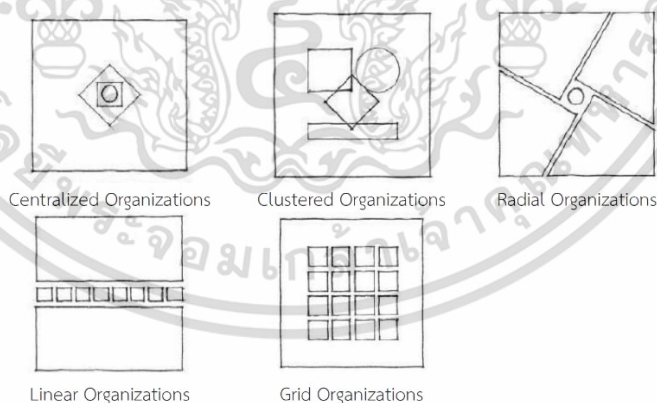 Centralized Organizations
Clustered Organizations
Radial Organizations
Linear Organizations
Grid Organizations